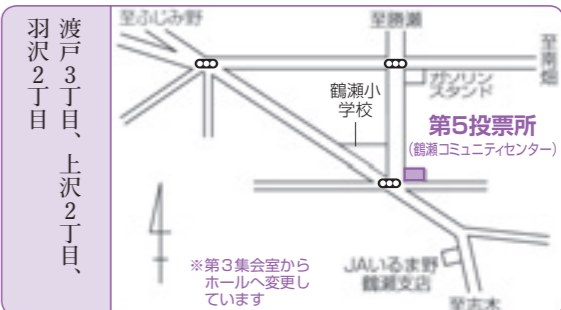 渡戸3丁目、上沢2丁目、
羽沢2丁目
至ふじみ野
至勝瀬
至南畑
ガソリン
スタンド
鶴瀬小
学校
第5投票所
(鶴瀬コミュニティセンター)
※第3集会室から
ホールへ変更し
ています
JAいるま野
鶴瀬支店
至志木